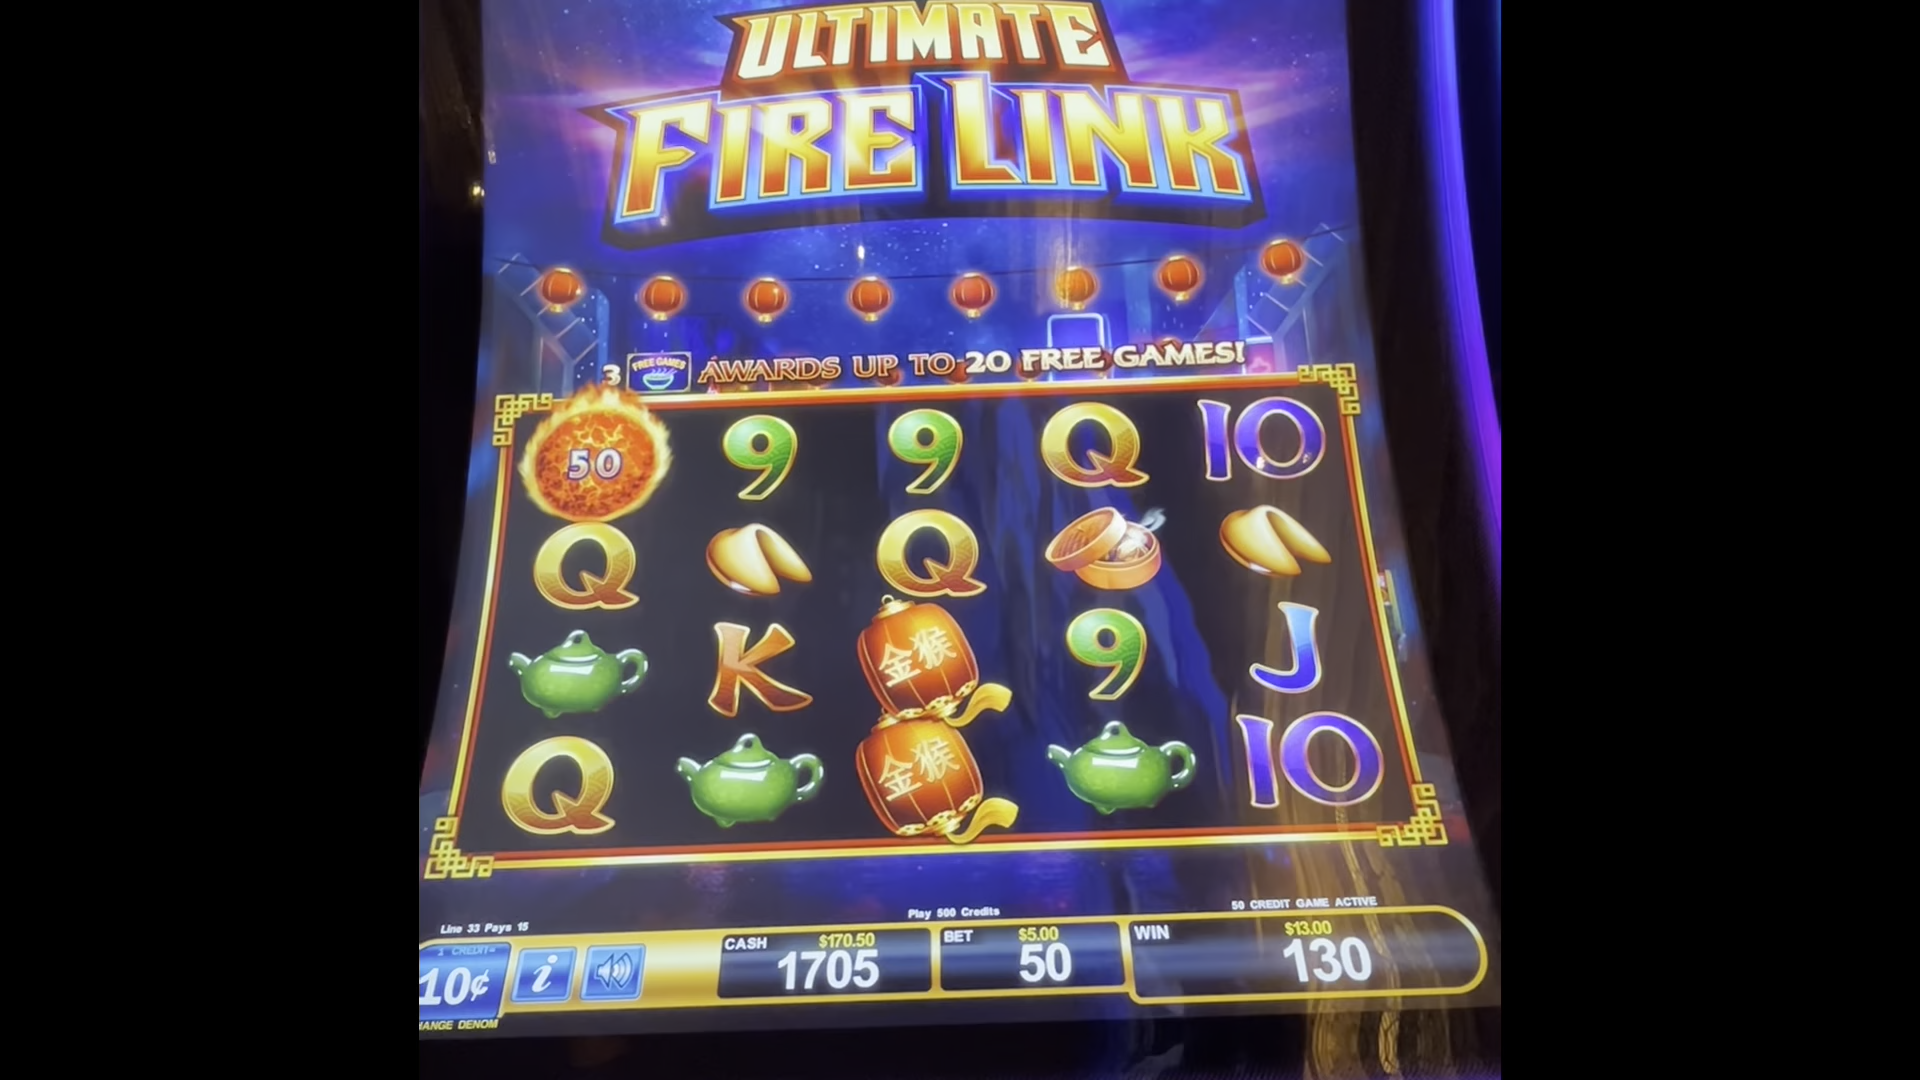 ULTIMATE
FIRE LINK
3 FREE GAMES AWARDS UP TO 20 FREE GAMES!
50 9 9 Q 10
Q Q
K 金猴 9 J
Q 金猴 10
Line 33 Pays 15
Play 500 Credits
50 CREDIT GAME ACTIVE
1 CREDIT=
10¢
CHANGE DENOM
i
CASH $170.50
1705
BET $5.00
50
WIN $13.00
130